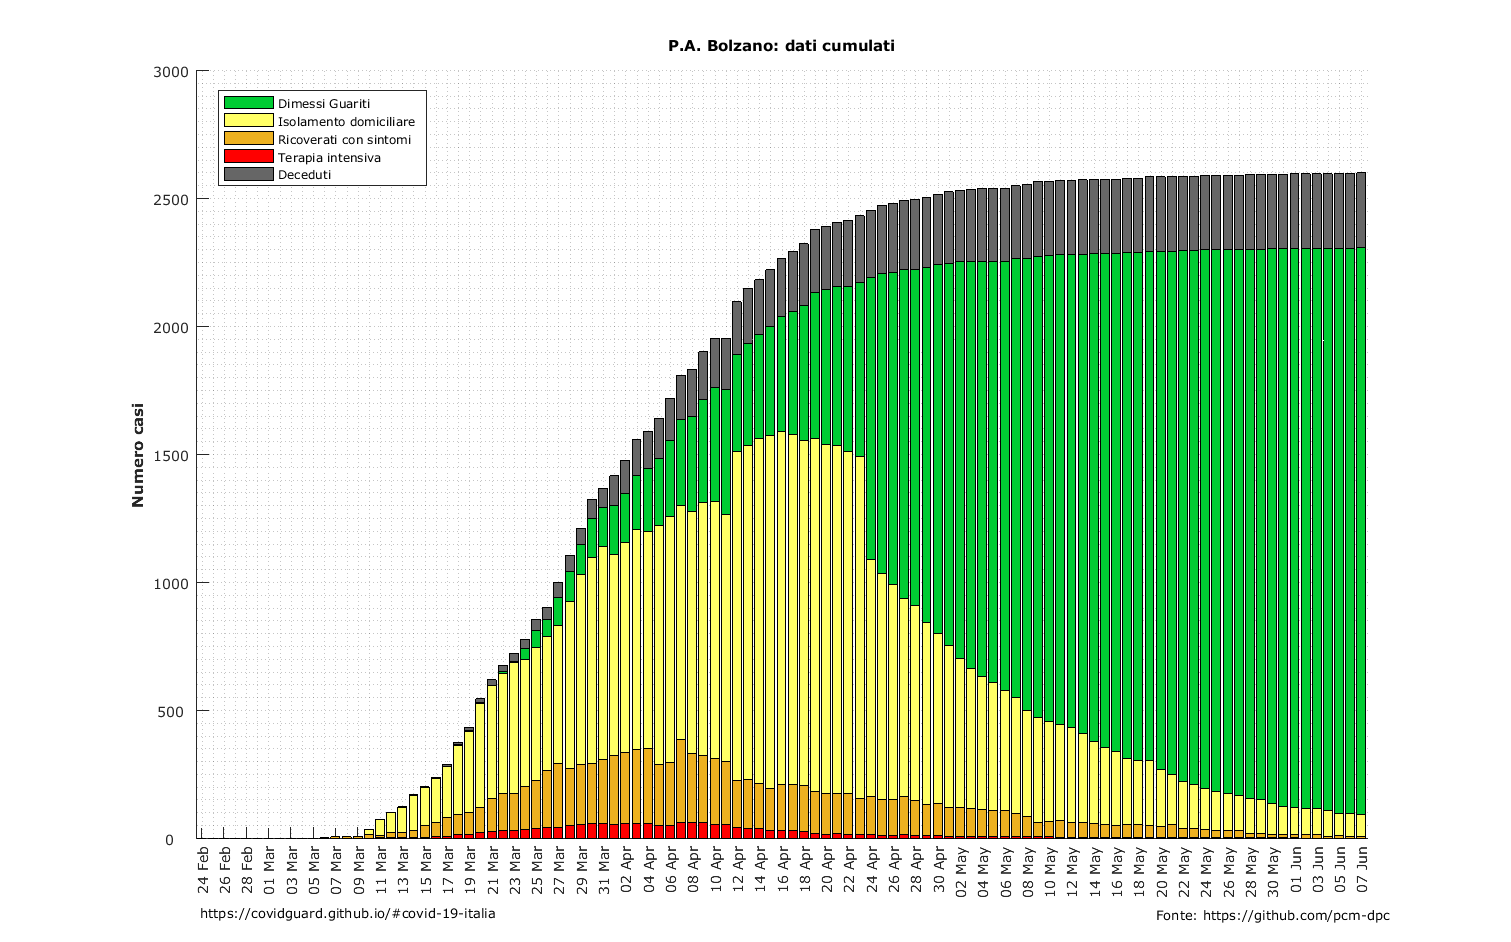 P.A. Bolzano: dati cumulati
3000
2500
2000
1500
1000
500
0
Numero casi
Dimessi Guariti
Isolamento domiciliare
Ricoverati con sintomi
Terapia intensiva
Deceduti
24 Feb
26 Feb
28 Feb
01 Mar
03 Mar
05 Mar
07 Mar
09 Mar
11 Mar
13 Mar
15 Mar
17 Mar
19 Mar
21 Mar
23 Mar
25 Mar
27 Mar
29 Mar
31 Mar
02 Apr
04 Apr
06 Apr
08 Apr
10 Apr
12 Apr
14 Apr
16 Apr
18 Apr
20 Apr
22 Apr
24 Apr
26 Apr
28 Apr
30 Apr
02 May
04 May
06 May
08 May
10 May
12 May
14 May
16 May
18 May
20 May
22 May
24 May
26 May
28 May
30 May
01 Jun
03 Jun
05 Jun
07 Jun
https://covidguard.github.io/#covid-19-italia
Fonte: https://github.com/pcm-dpc